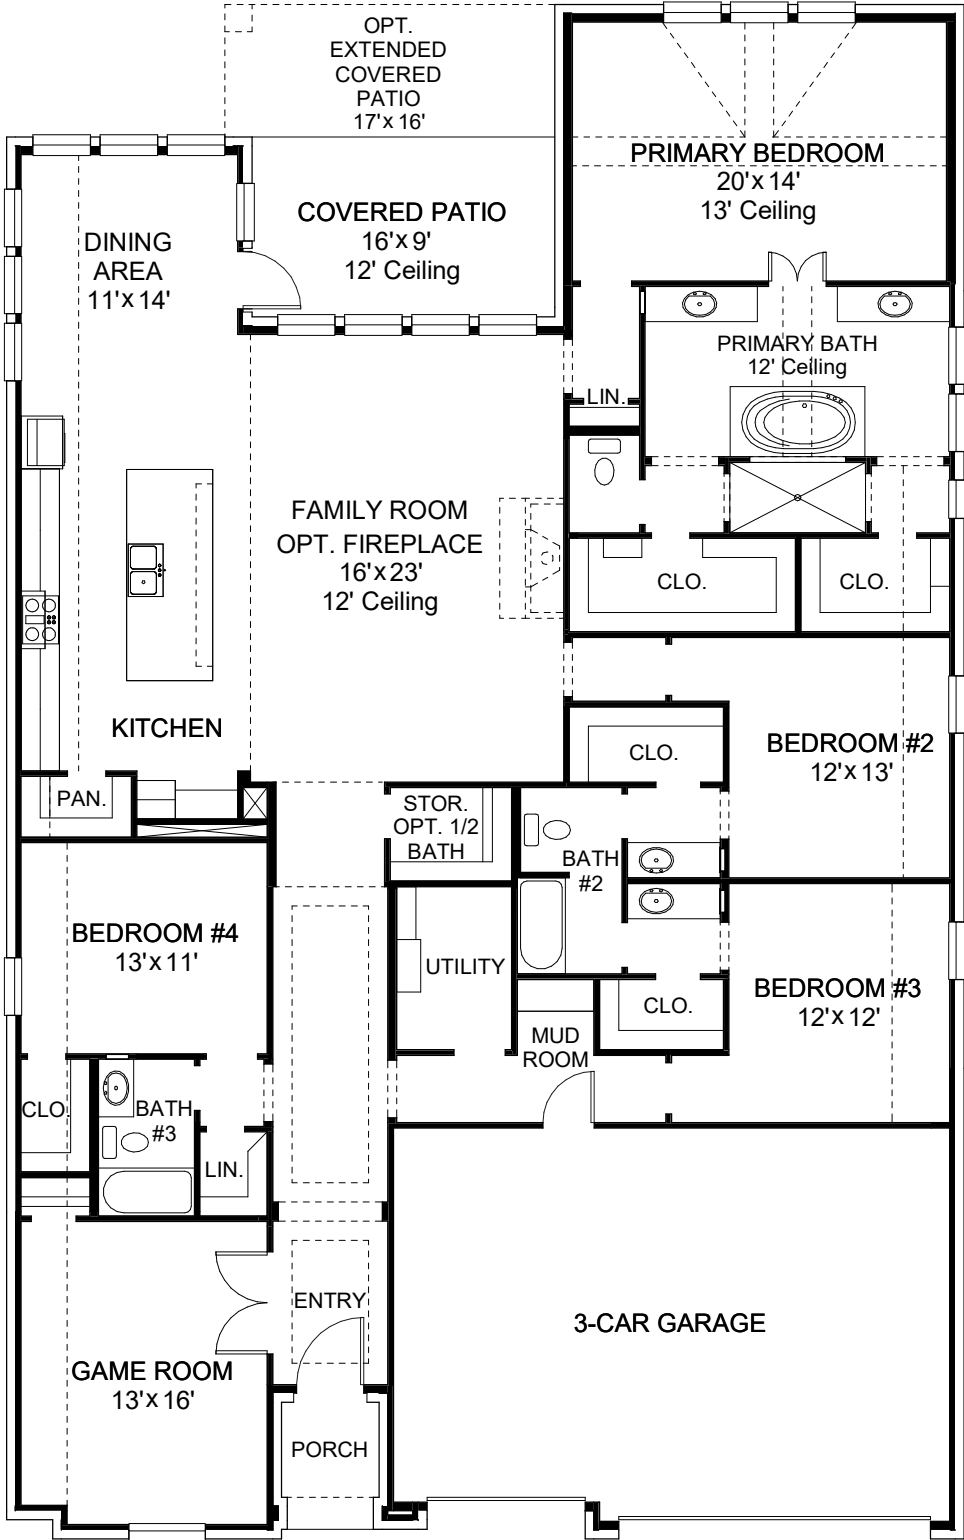 OPT.
EXTENDED
COVERED
PATIO
17'x 16'
PRIMARY BEDROOM
20'x 14'
13' Ceiling
COVERED PATIO
16'x 9'
12' Ceiling
DINING
AREA
11'x 14'
PRIMARY BATH
12' Ceiling
LIN.
FAMILY ROOM
OPT. FIREPLACE
16'x 23'
12' Ceiling
CLO.
CLO.
KITCHEN
CLO.
BEDROOM #2
12'x 13'
PAN.
STOR.
OPT. 1/2
BATH
BATH
#2
BEDROOM #4
13'x 11'
UTILITY
BEDROOM #3
12'x 12'
CLO.
MUD
ROOM
CLO.
BATH
#3
LIN.
ENTRY
3-CAR GARAGE
GAME ROOM
13'x 16'
PORCH